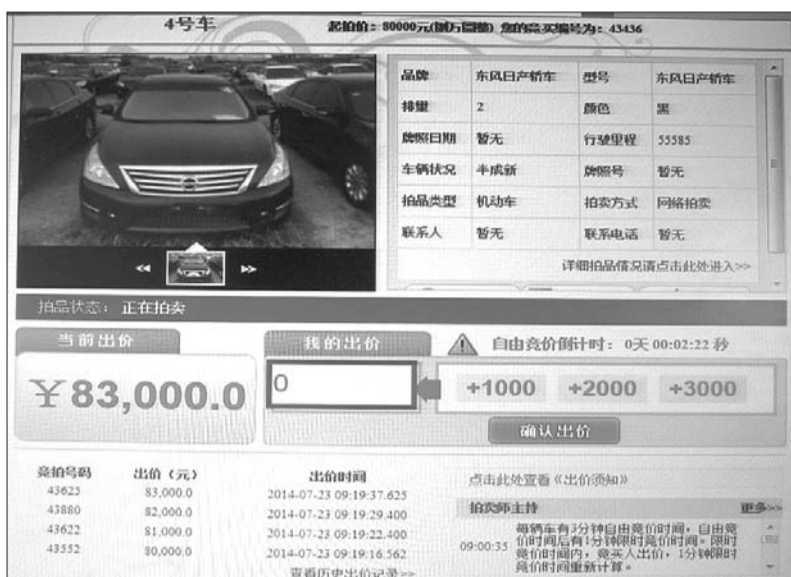 4号车
起拍价：80000元 您的竞买编号为：43436
品牌 东风日产轿车 型号 东风日产轿车
排量 2 颜色 黑
牌照日期 暂无 行驶里程 55585
车辆状况 半成新 牌照号 暂无
拍品类型 机动车 拍卖方式 网络拍卖
联系人 暂无 联系电话 暂无
详细拍品情况请点击此处进入>>
拍品状态：正在拍卖
当前出价
我的出价
自由竞价倒计时：0天 00:02:22 秒
￥83,000.0
0
+1000 +2000 +3000
确认出价
竞拍号码 出价（元） 出价时间
43625 83,000.0 2014-07-23 09:19:37.625
43880 82,000.0 2014-07-23 09:19:29.400
43622 81,000.0 2014-07-23 09:19:22.400
43552 80,000.0 2014-07-23 09:19:16.562
查看历史出价记录>>
点击此处查看《出价须知》
拍卖师主持 更多>>
09:00:35
每辆车有3分钟自由竞价时间，自由竞
价时间后有1分钟限时竞价时间。限时
竞价时间内，竞买人出价，1分钟限时
竞价时间重新计算。